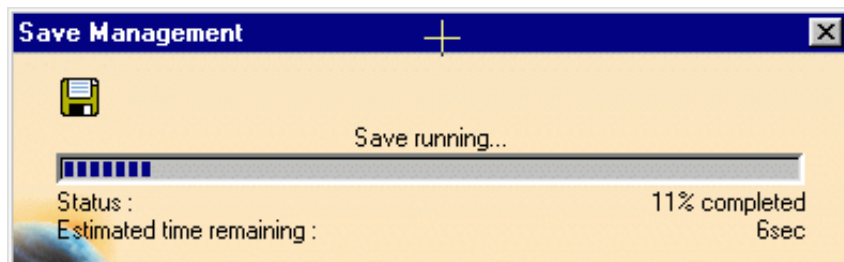 Save Management
Save running...
Status : 11% completed
Estimated time remaining : 6sec